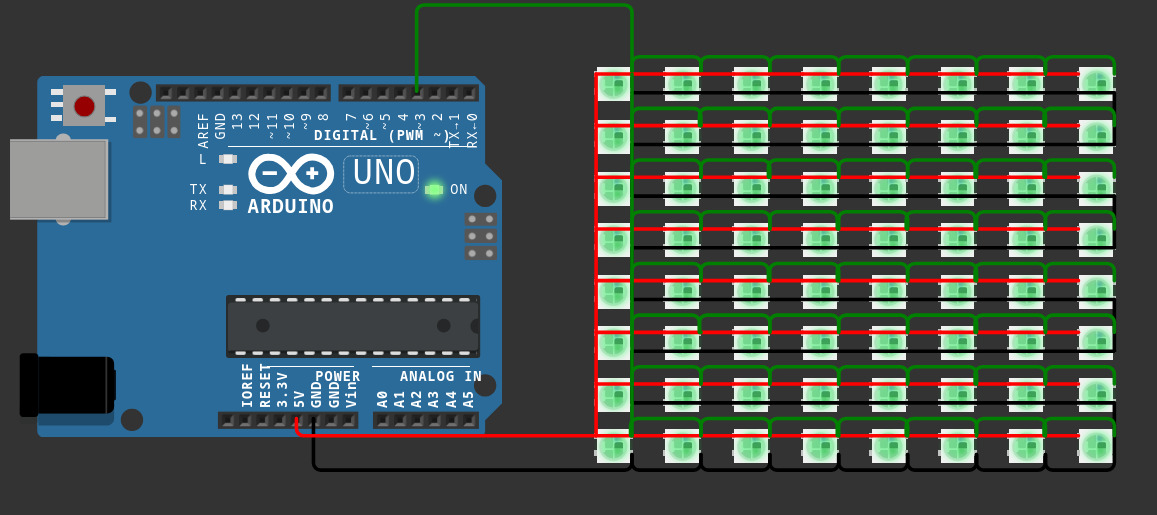 AREF
GND
13
12
~11
~10
~9
8
7
~6
~5
4
~3
2
TX→1
RX←0
DIGITAL (PWM ~)
L
TX
RX
UNO
ON
ARDUINO
IOREF
RESET
3.3V
5V
GND
GND
Vin
POWER
ANALOG IN
A0
A1
A2
A3
A4
A5